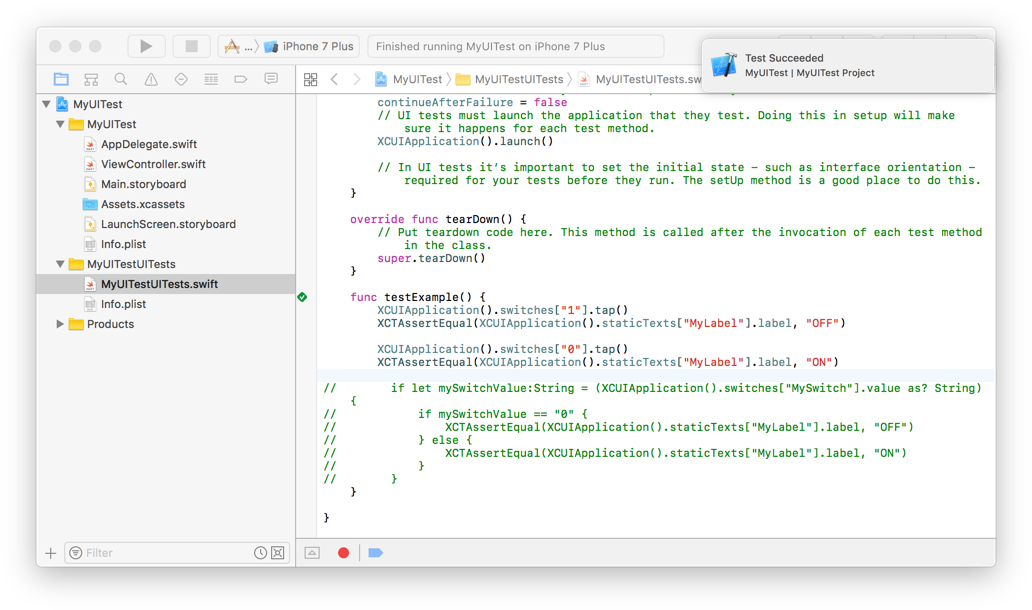 ... iPhone 7 Plus
Finished running MyUITest on iPhone 7 Plus
Test Succeeded
MyUITest | MyUITest Project
MyUITest
MyUITestUITests
MyUITestUITests.sw
MyUITest
MyUITest
AppDelegate.swift
ViewController.swift
Main.storyboard
Assets.xcassets
LaunchScreen.storyboard
Info.plist
MyUITestUITests
MyUITestUITests.swift
Info.plist
Products
Filter
continueAfterFailure = false
// UI tests must launch the application that they test. Doing this in setup will make
sure it happens for each test method.
XCUIApplication().launch()
// In UI tests it’s important to set the initial state - such as interface orientation -
required for your tests before they run. The setUp method is a good place to do this.
}
override func tearDown() {
// Put teardown code here. This method is called after the invocation of each test method
in the class.
super.tearDown()
}
func testExample() {
XCUIApplication().switches["1"].tap()
XCTAssertEqual(XCUIApplication().staticTexts["MyLabel"].label, "OFF")
XCUIApplication().switches["0"].tap()
XCTAssertEqual(XCUIApplication().staticTexts["MyLabel"].label, "ON")
// if let mySwitchValue:String = (XCUIApplication().switches["MySwitch"].value as? String)
{
// if mySwitchValue == "0" {
// XCTAssertEqual(XCUIApplication().staticTexts["MyLabel"].label, "OFF")
// } else {
// XCTAssertEqual(XCUIApplication().staticTexts["MyLabel"].label, "ON")
// }
// }
}
}